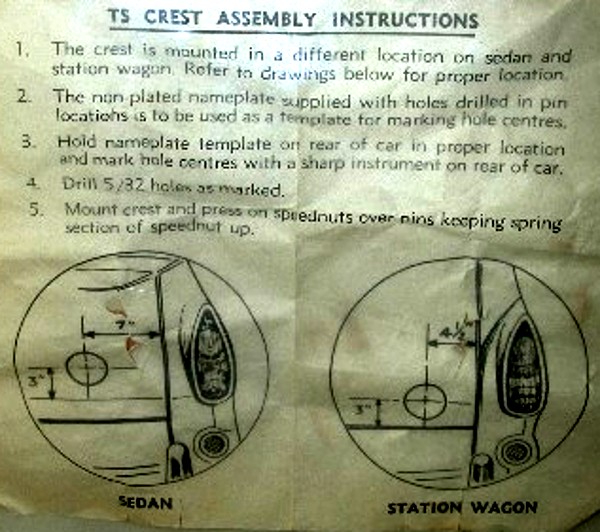 TS CREST ASSEMBLY INSTRUCTIONS
1. The crest is mounted in a different location on sedan and
station wagon. Refer to drawings below for proper location.
2. The non plated nameplate supplied with holes drilled in pin
locations is to be used as a template for marking hole centres.
3. Hold nameplate template on rear of car in proper location
and mark hole centres with a sharp instrument on rear of car.
4. Drill 5/32 holes as marked.
5. Mount crest and press on speednuts over pins keeping spring
section of speednut up.
7"
3"
4½"
3"
SEDAN
STATION WAGON